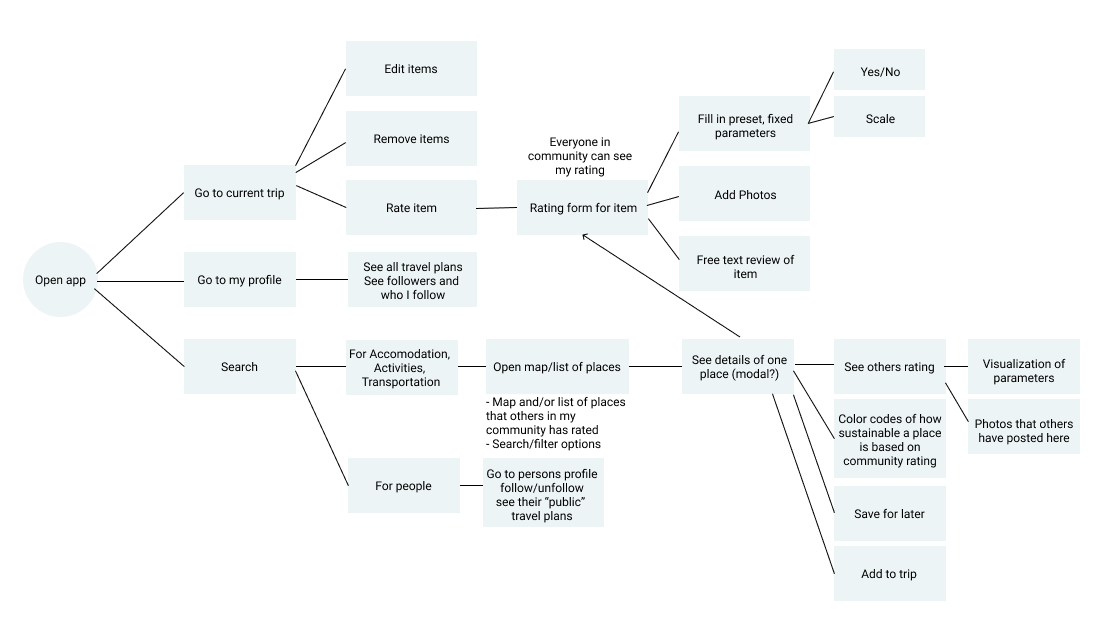 Open app
Go to current trip
Edit items
Remove items
Rate item
Everyone in
community can see
my rating
Rating form for item
Fill in preset, fixed
parameters
Yes/No
Scale
Add Photos
Free text review of
item
Go to my profile
See all travel plans
See followers and
who I follow
Search
For Accomodation,
Activities,
Transportation
Open map/list of places
- Map and/or list of places
that others in my
community has rated
- Search/filter options
See details of one
place (modal?)
See others rating
Visualization of
parameters
Photos that others
have posted here
Color codes of how
sustainable a place
is based on
community rating
Save for later
Add to trip
For people
Go to persons profile
follow/unfollow
see their “public”
travel plans